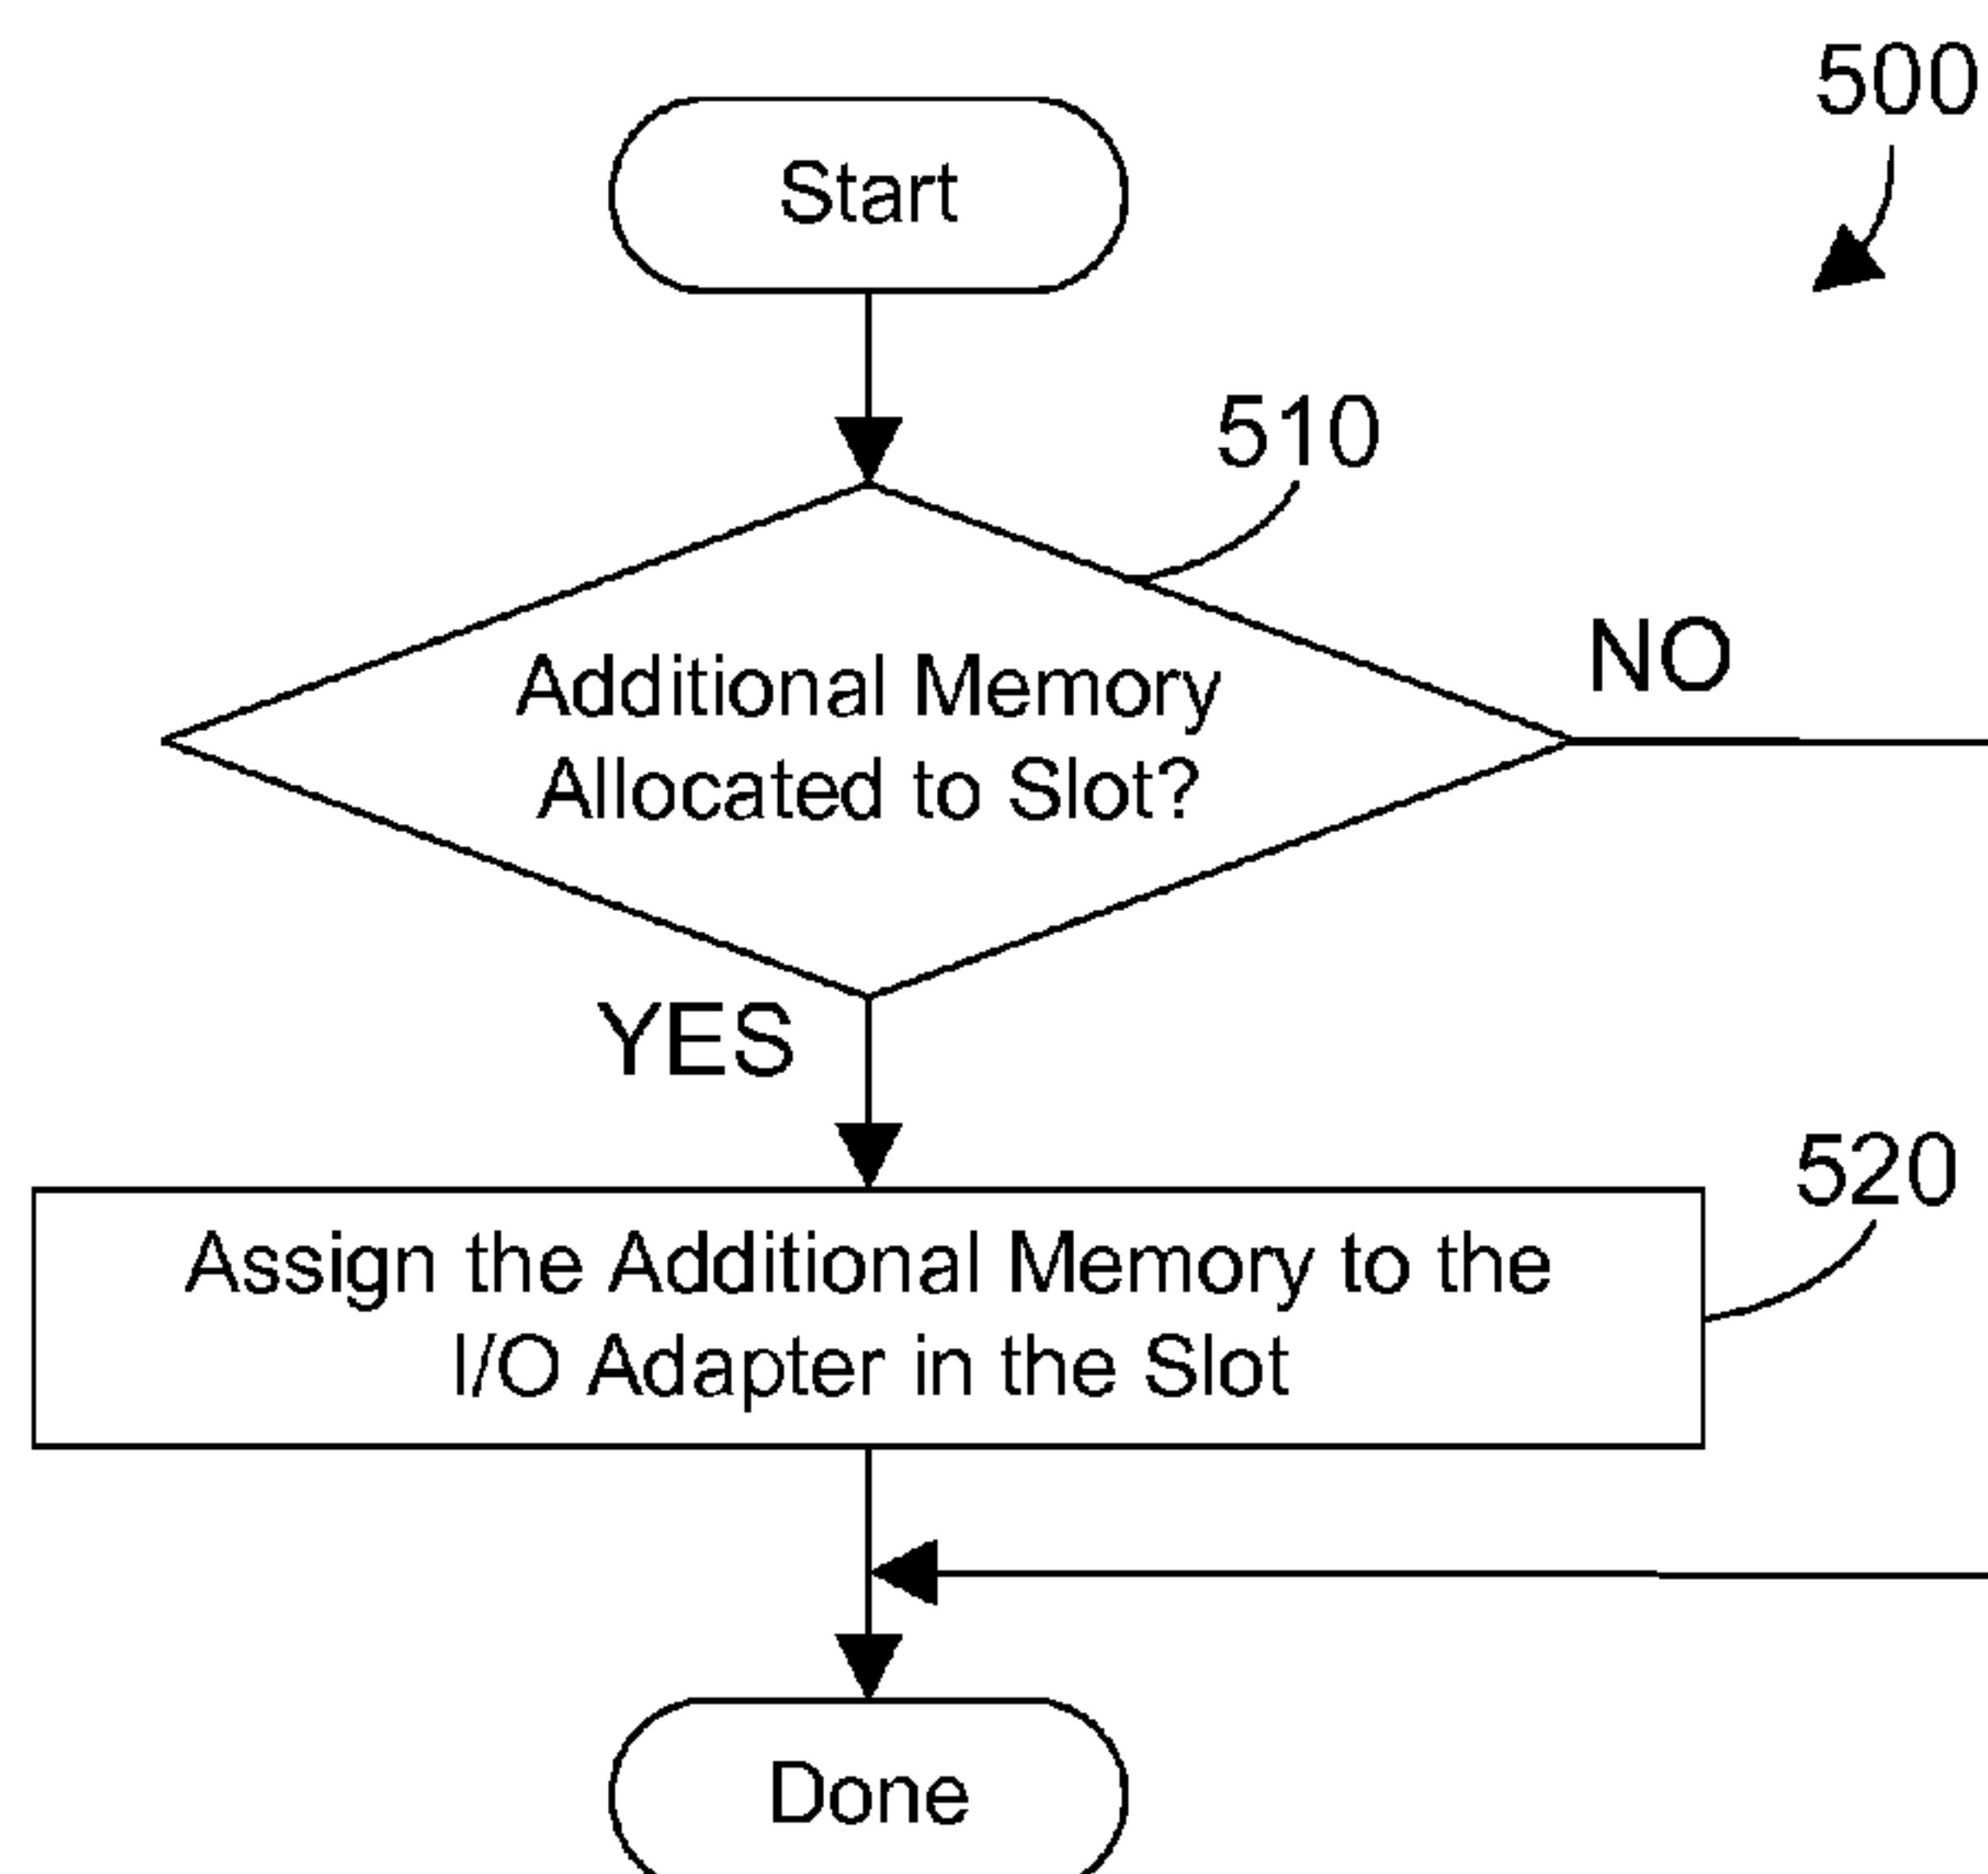 500
Start
510
Additional Memory
Allocated to Slot?
NO
YES
520
Assign the Additional Memory to the
I/O Adapter in the Slot
Done